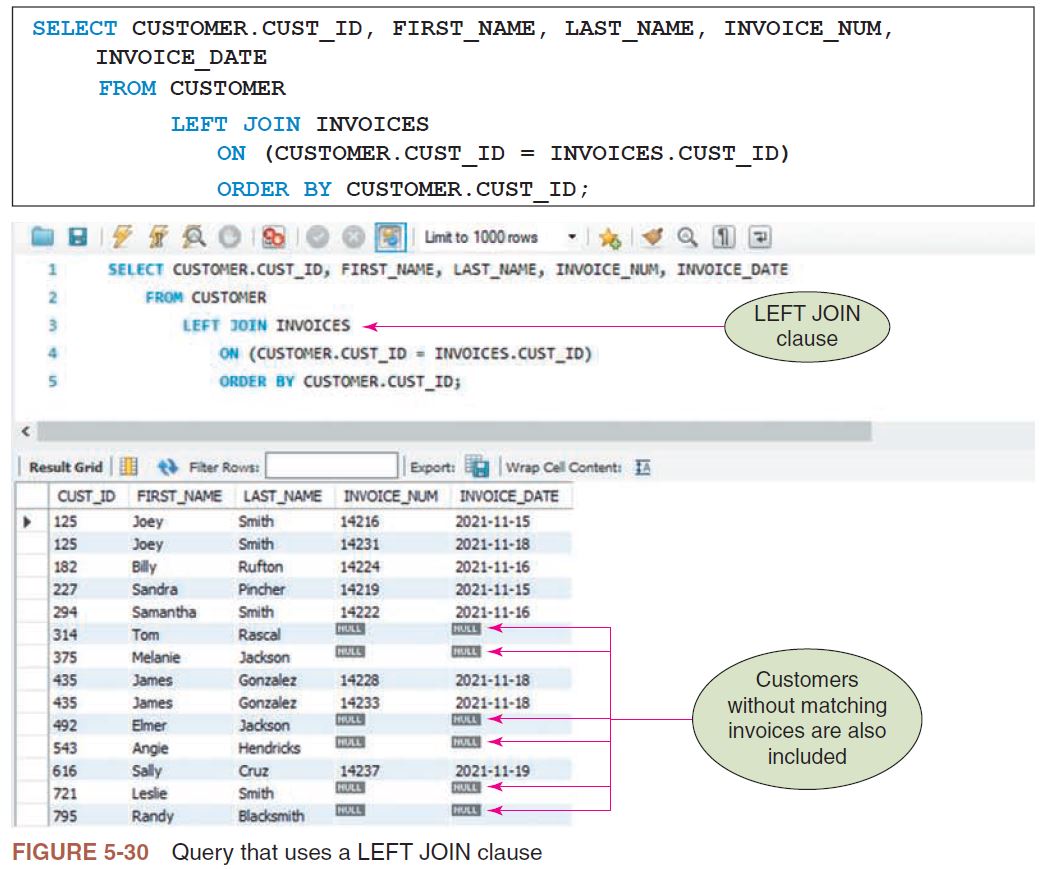 SELECT CUSTOMER.CUST_ID, FIRST_NAME, LAST_NAME, INVOICE_NUM,
INVOICE_DATE
FROM CUSTOMER
LEFT JOIN INVOICES
ON (CUSTOMER.CUST_ID = INVOICES.CUST_ID)
ORDER BY CUSTOMER.CUST_ID;
Limit to 1000 rows
1 SELECT CUSTOMER.CUST_ID, FIRST_NAME, LAST_NAME, INVOICE_NUM, INVOICE_DATE
2 FROM CUSTOMER
3 LEFT JOIN INVOICES
4 ON (CUSTOMER.CUST_ID = INVOICES.CUST_ID)
5 ORDER BY CUSTOMER.CUST_ID;
LEFT JOIN
clause
Result Grid Filter Rows: Export: Wrap Cell Content:
CUST_ID FIRST_NAME LAST_NAME INVOICE_NUM INVOICE_DATE
125 Joey Smith 14216 2021-11-15
125 Joey Smith 14231 2021-11-18
182 Billy Rufton 14224 2021-11-16
227 Sandra Pincher 14219 2021-11-15
294 Samantha Smith 14222 2021-11-16
314 Tom Rascal NULL NULL
375 Melanie Jackson NULL NULL
435 James Gonzalez 14228 2021-11-18
435 James Gonzalez 14233 2021-11-18
492 Elmer Jackson NULL NULL
543 Angie Hendricks NULL NULL
616 Sally Cruz 14237 2021-11-19
721 Leslie Smith NULL NULL
795 Randy Blacksmith NULL NULL
Customers
without matching
invoices are also
included
FIGURE 5-30 Query that uses a LEFT JOIN clause